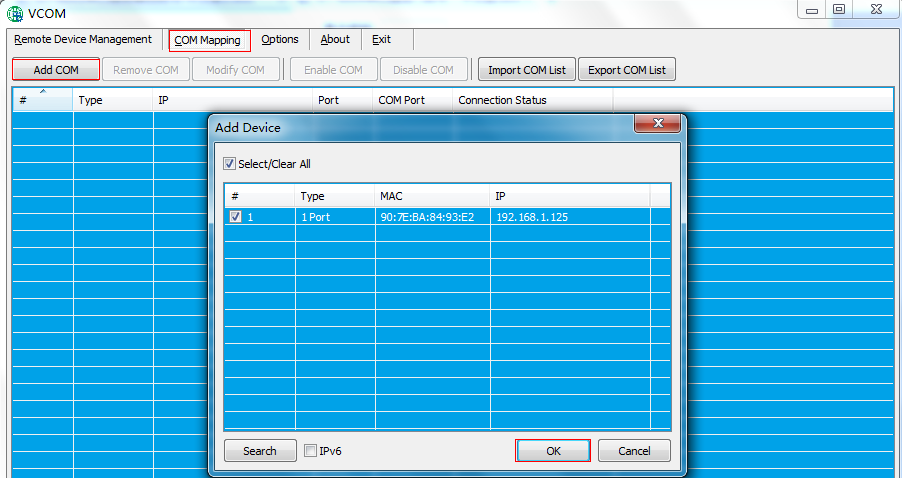 VCOM
Remote Device Management COM Mapping Options About Exit
Add COM Remove COM Modify COM Enable COM Disable COM Import COM List Export COM List
# Type IP Port COM Port Connection Status
Add Device
Select/Clear All
# Type MAC IP
1 1 Port 90:7E:BA:84:93:E2 192.168.1.125
Search IPv6 OK Cancel